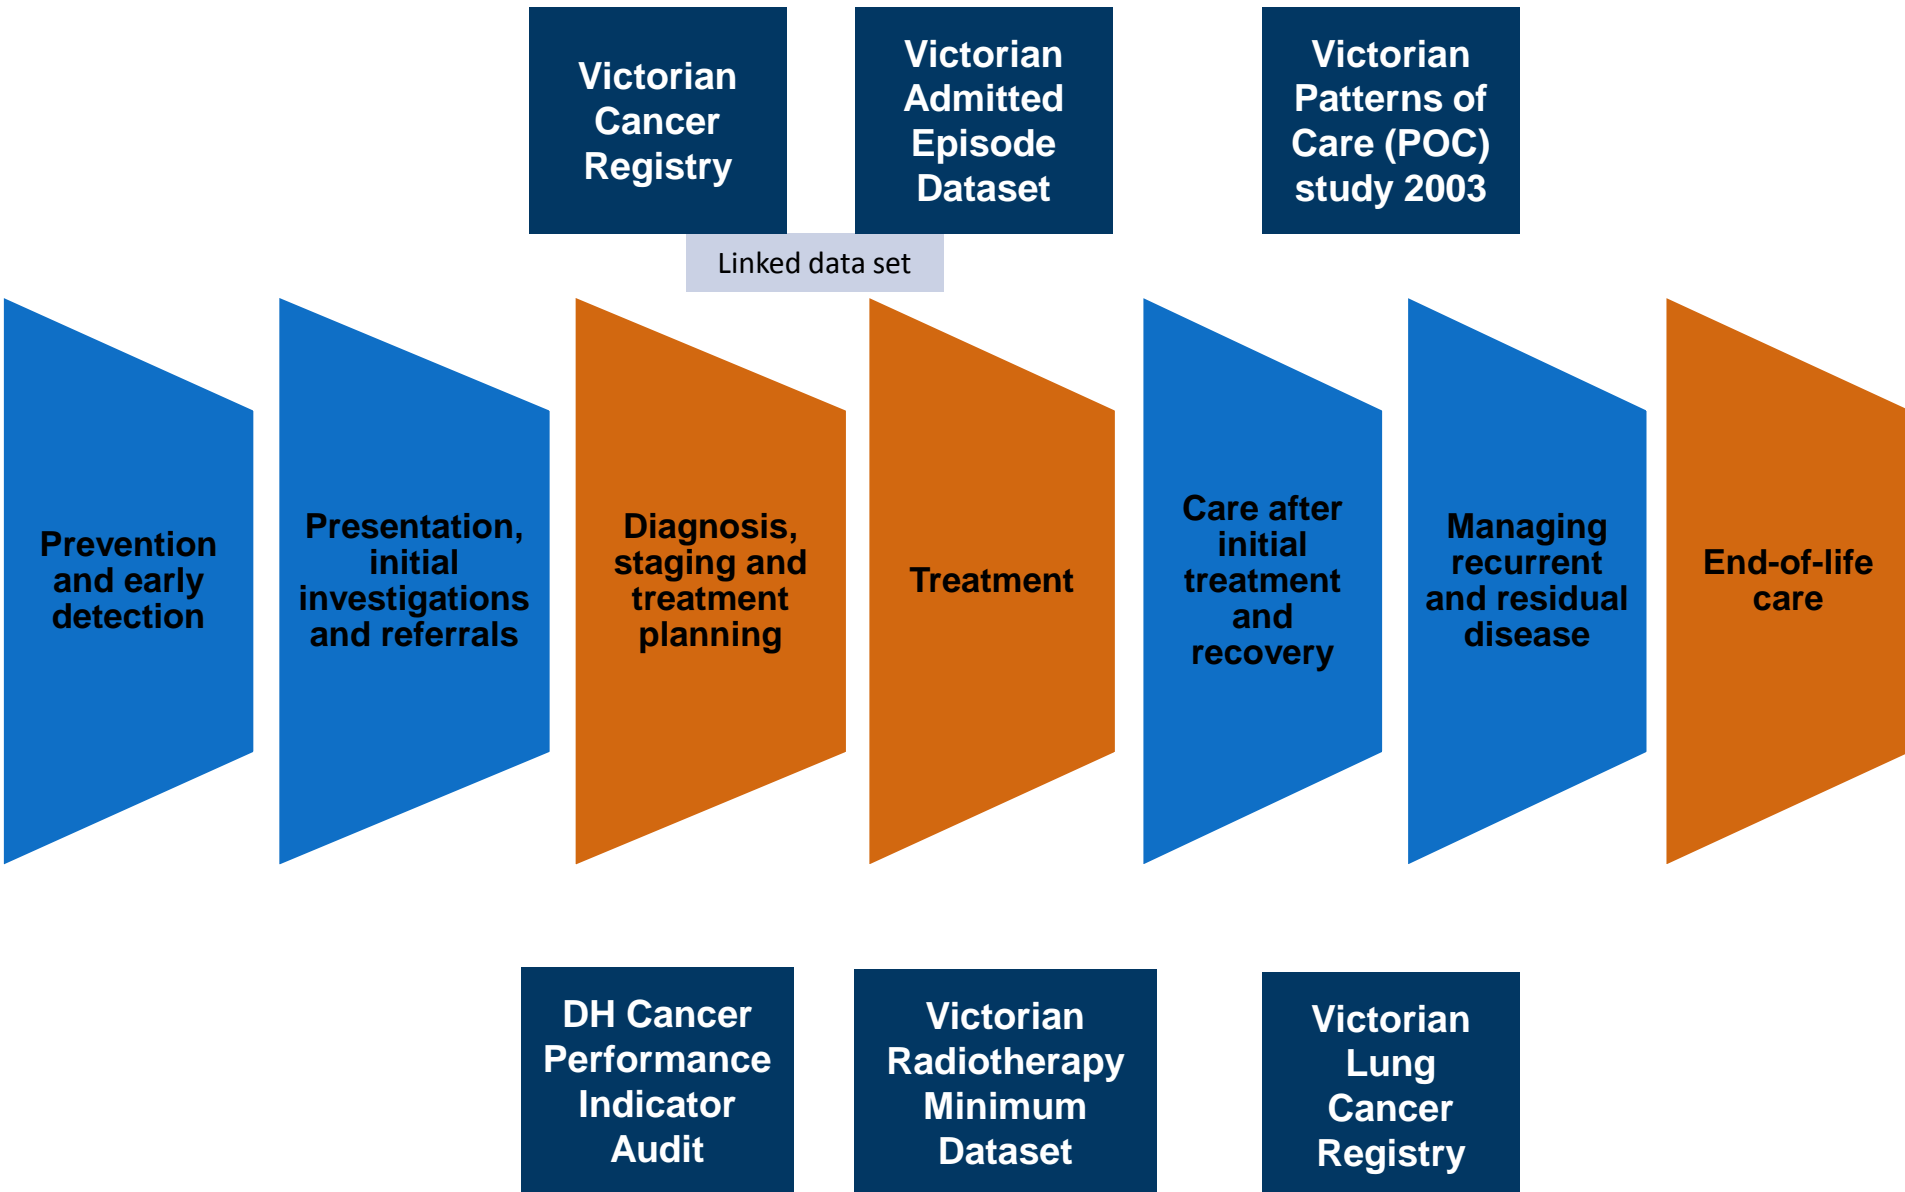 Victorian
Cancer
Registry
Victorian
Admitted
Episode
Dataset
Victorian
Patterns of
Care (POC)
study 2003
Linked data set
Prevention
and early
detection
Presentation,
initial
investigations
and referrals
Diagnosis,
staging and
treatment
planning
Treatment
Care after
initial
treatment
and
recovery
Managing
recurrent
and residual
disease
End-of-life
care
DH Cancer
Performance
Indicator
Audit
Victorian
Radiotherapy
Minimum
Dataset
Victorian
Lung
Cancer
Registry